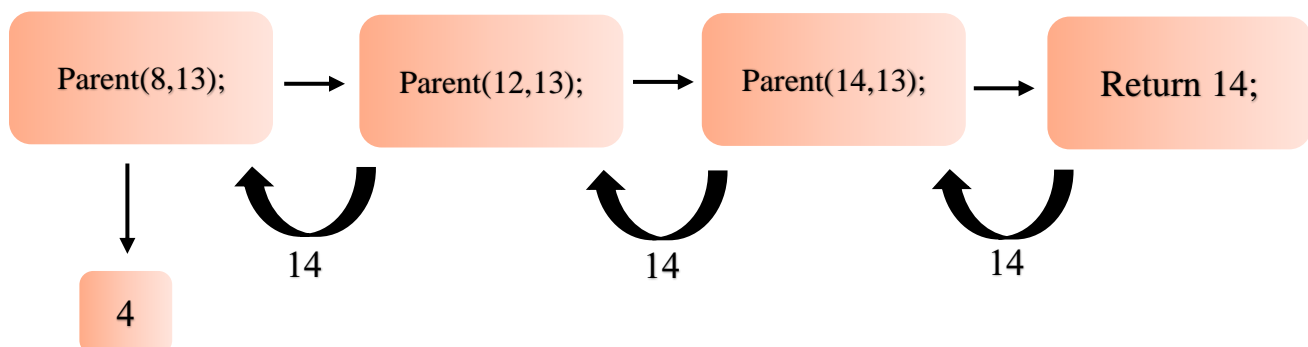 Parent(8,13);
Parent(12,13);
Parent(14,13);
Return 14;
14
14
14
4